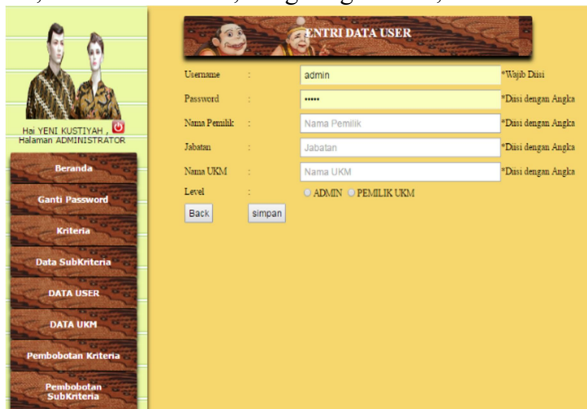 ENTRI DATA USER
Username : admin *Wajib Diisi
Password : ••••• *Diisi dengan Angka
Nama Pemilik : Nama Pemilik *Diisi dengan Angka
Jabatan : Jabatan *Diisi dengan Angka
Nama UKM : Nama UKM *Diisi dengan Angka
Level : ADMIN PEMILIK UKM
Back simpan
Hai YENI KUSTIYAH ,
Halaman ADMINISTRATOR
Beranda
Ganti Password
Kriteria
Data SubKriteria
DATA USER
DATA UKM
Pembobotan Kriteria
Pembobotan
SubKriteria